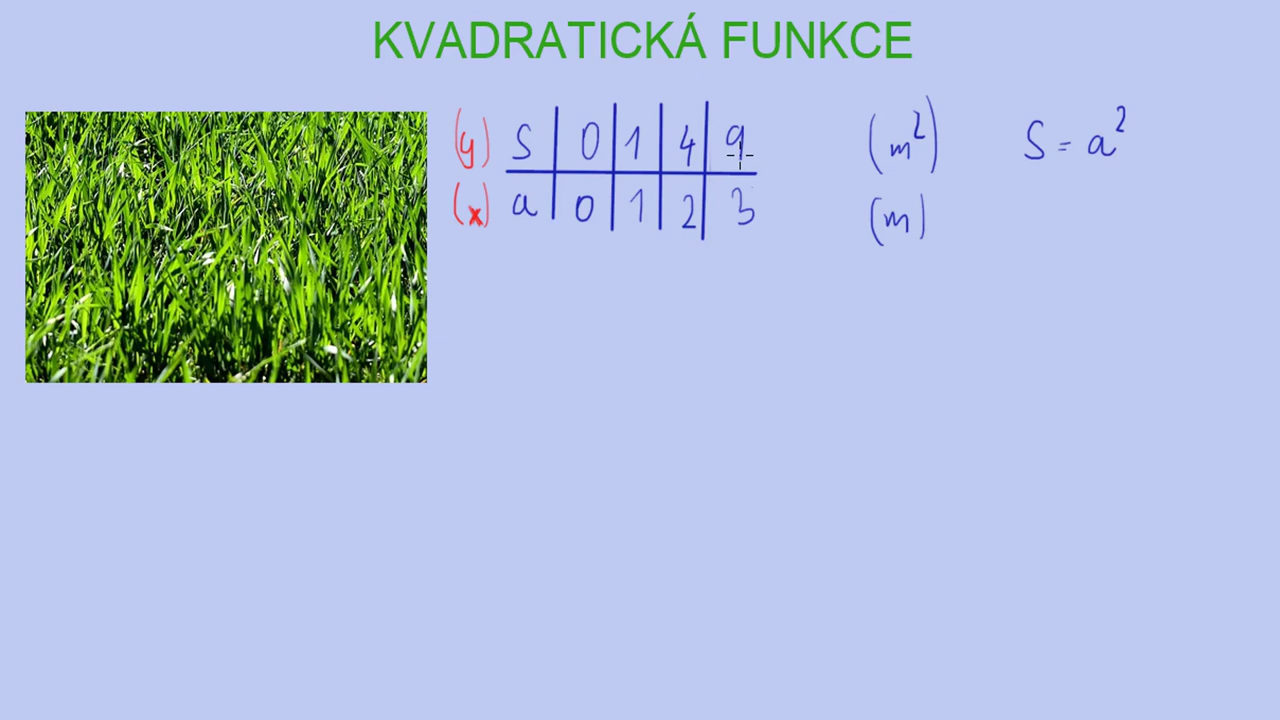 KVADRATICKÁ FUNKCE
(y) S 0 1 4 9 (m²) S = a²
(x) a 0 1 2 3 (m)